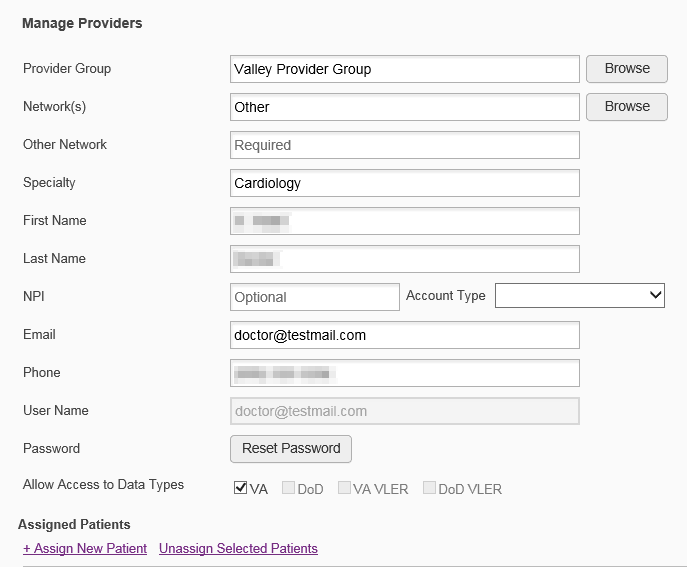 Manage Providers
Provider Group Valley Provider Group Browse
Network(s) Other Browse
Other Network Required
Specialty Cardiology
First Name
Last Name
NPI Optional Account Type
Email doctor@testmail.com
Phone
User Name doctor@testmail.com
Password Reset Password
Allow Access to Data Types VA DoD VA VLER DoD VLER
Assigned Patients
+ Assign New Patient Unassign Selected Patients